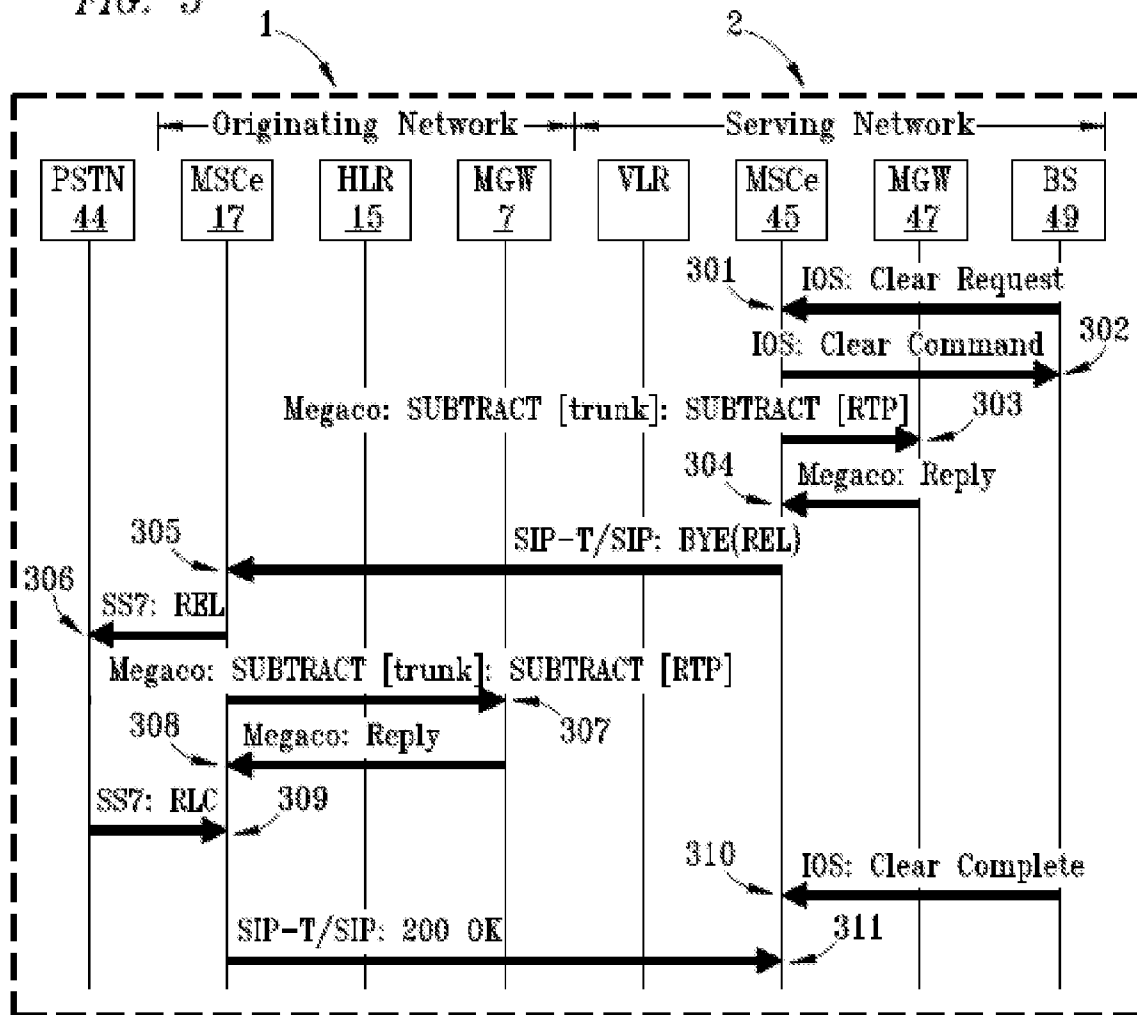 FIG. 3
1
2
Originating Network
Serving Network
PSTN
44
MSCe
17
HLR
15
MGW
7
VLR
MSCe
45
MGW
47
BS
49
301
IOS: Clear Request
IOS: Clear Command
302
Megaco: SUBTRACT [trunk]: SUBTRACT [RTP]
303
304
Megaco: Reply
305
SIP-T/SIP: BYE(REL)
306
SS7: REL
Megaco: SUBTRACT [trunk]: SUBTRACT [RTP]
307
308
Megaco: Reply
SS7: RLC
309
310
IOS: Clear Complete
SIP-T/SIP: 200 OK
311